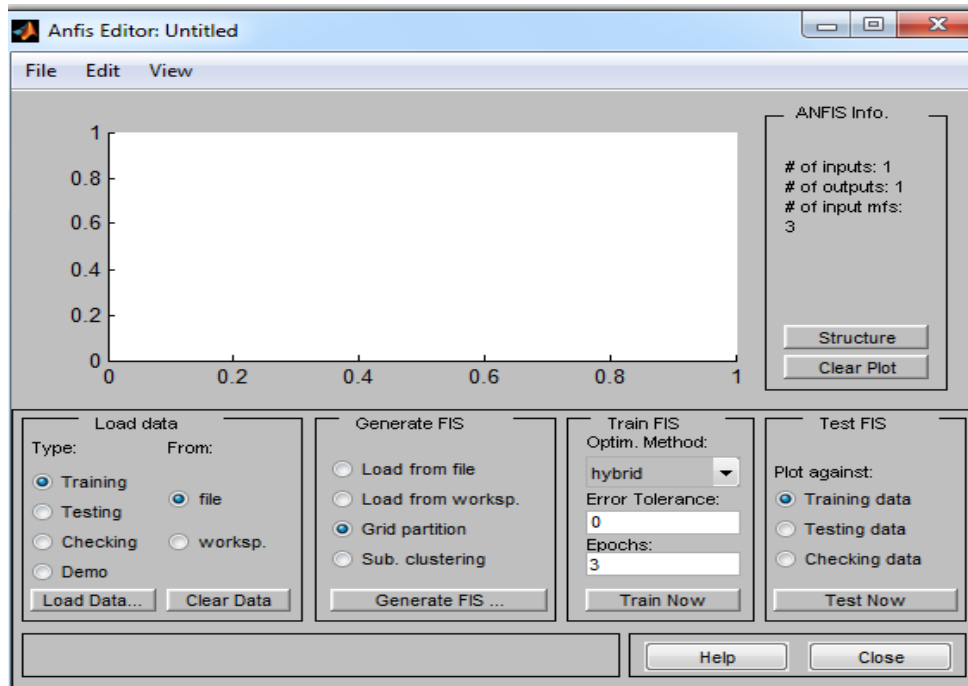 Anfis Editor: Untitled
File Edit View
ANFIS Info.
# of inputs: 1
# of outputs: 1
# of input mfs:
3
Structure
Clear Plot
1
0.8
0.6
0.4
0.2
0
0 0.2 0.4 0.6 0.8 1
Load data
Type: From:
Training
Testing
Checking
Demo
file
worksp.
Load Data... Clear Data
Generate FIS
Load from file
Load from worksp.
Grid partition
Sub. clustering
Generate FIS ...
Train FIS
Optim. Method:
hybrid
Error Tolerance:
0
Epochs:
3
Train Now
Test FIS
Plot against:
Training data
Testing data
Checking data
Test Now
Help Close